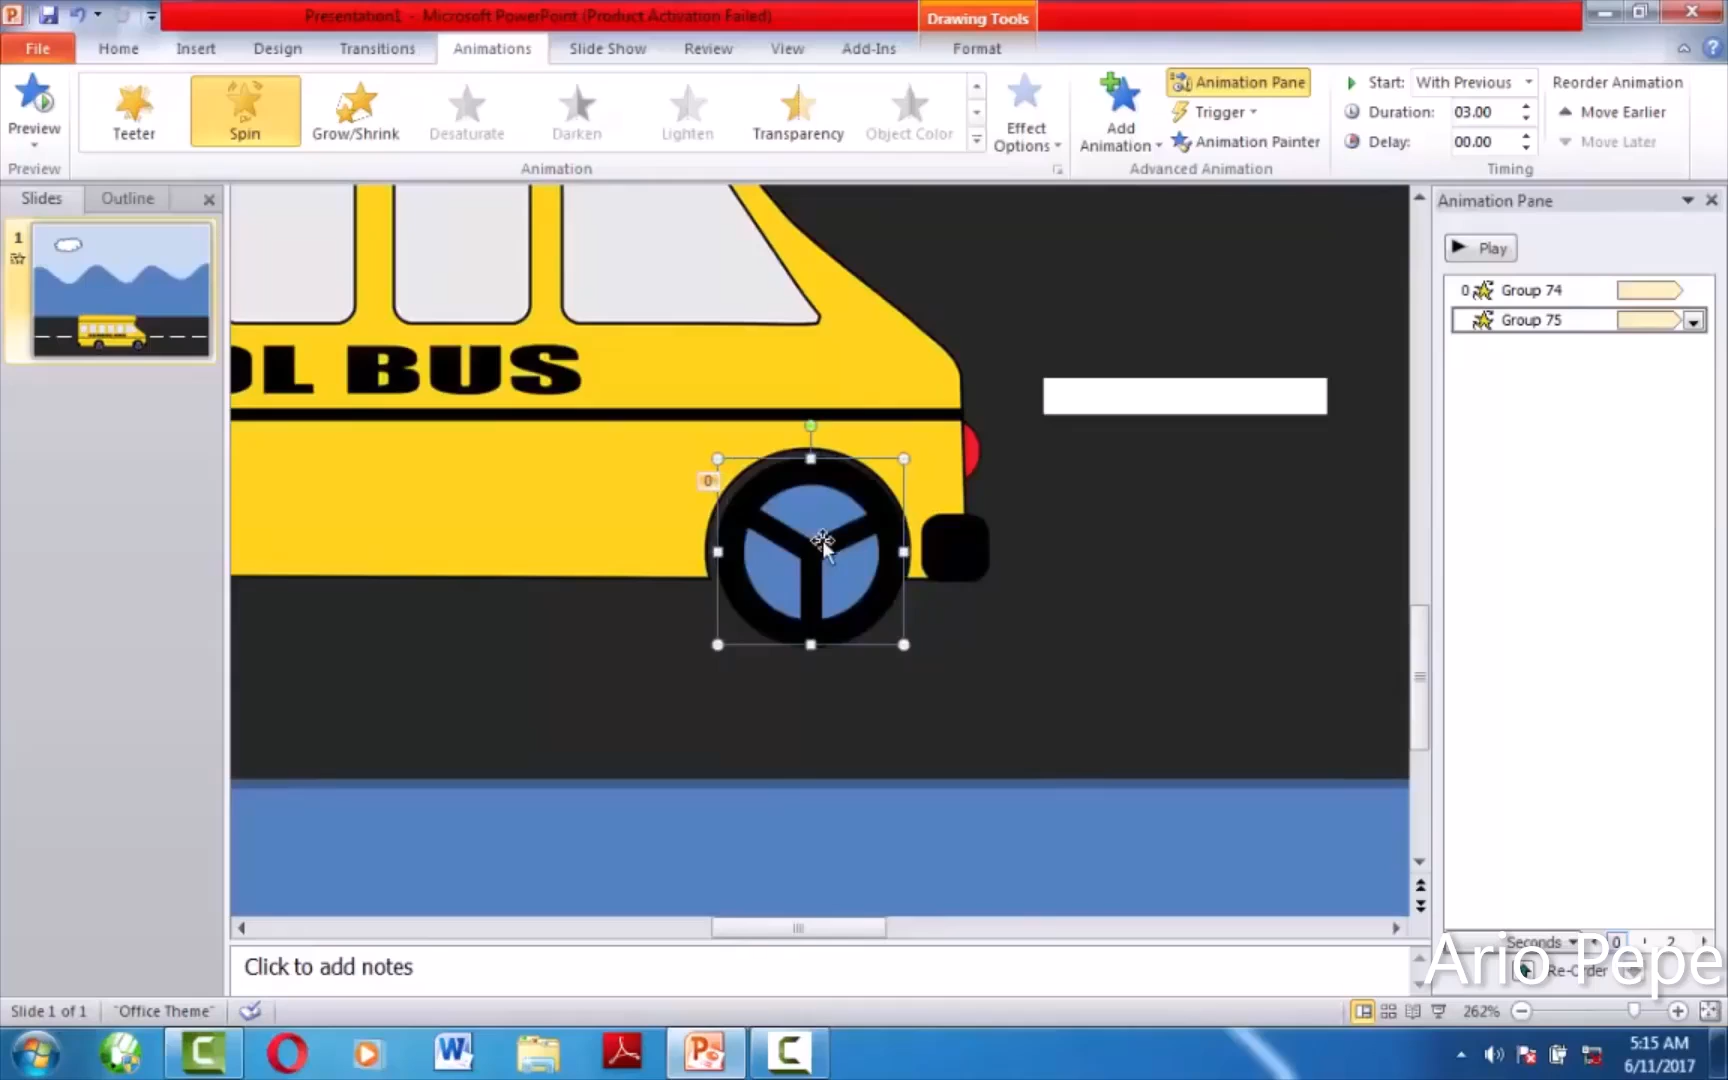 Presentation1 - Microsoft PowerPoint (Product Activation Failed)
Drawing Tools
File Home Insert Design Transitions Animations Slide Show Review View Add-Ins Format
Preview
Teeter
Spin
Grow/Shrink
Desaturate
Darken
Lighten
Transparency
Object Color
Effect Options
Add Animation
Animation Pane
Trigger
Animation Painter
Start: With Previous
Duration: 03.00
Delay: 00.00
Reorder Animation
Move Earlier
Move Later
Preview
Animation
Advanced Animation
Timing
Slides Outline
1
OL BUS
0
Animation Pane
Play
0 Group 74
Group 75
Seconds 0 2
Re-Order
Ario Pepe
Click to add notes
Slide 1 of 1 "Office Theme" 262%
5:15 AM
6/11/2017